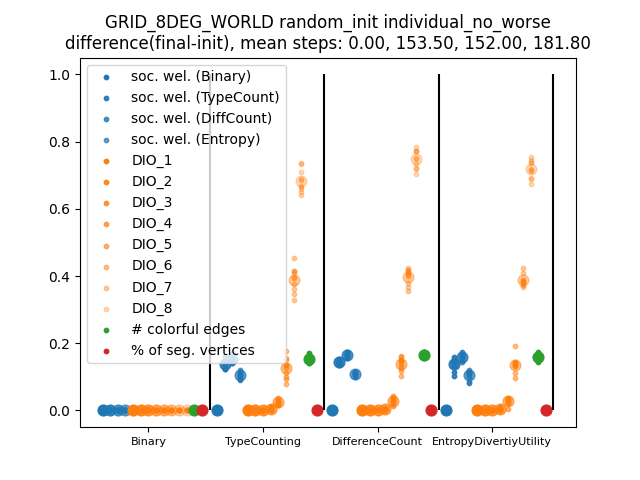 GRID_8DEG_WORLD random_init individual_no_worse
difference(final-init), mean steps: 0.00, 153.50, 152.00, 181.80
1.0
0.8
0.6
0.4
0.2
0.0
soc. wel. (Binary)
soc. wel. (TypeCount)
soc. wel. (DiffCount)
soc. wel. (Entropy)
DIO_1
DIO_2
DIO_3
DIO_4
DIO_5
DIO_6
DIO_7
DIO_8
# colorful edges
% of seg. vertices
Binary
TypeCounting
DifferenceCount
EntropyDivertiyUtility